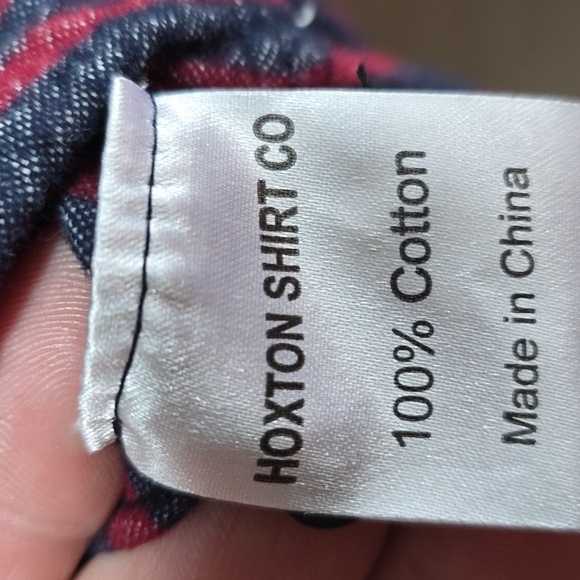 HOXTON SHIRT CO
100% Cotton
Made in China